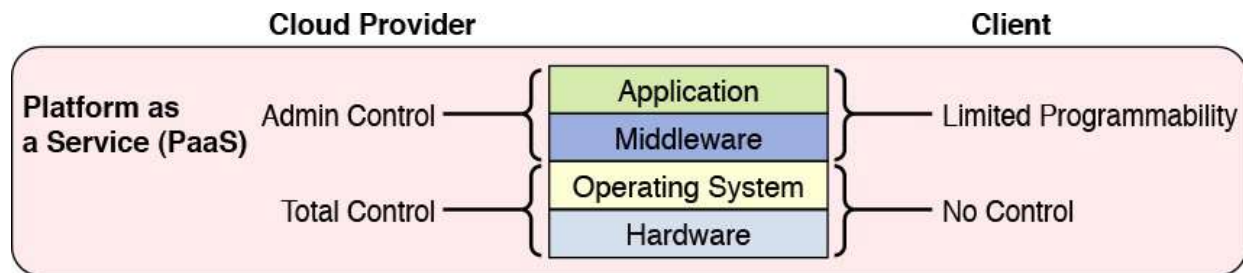 Cloud Provider
Client
Platform as
a Service (PaaS)
Admin Control
Application
Middleware
Limited Programmability
Total Control
Operating System
Hardware
No Control